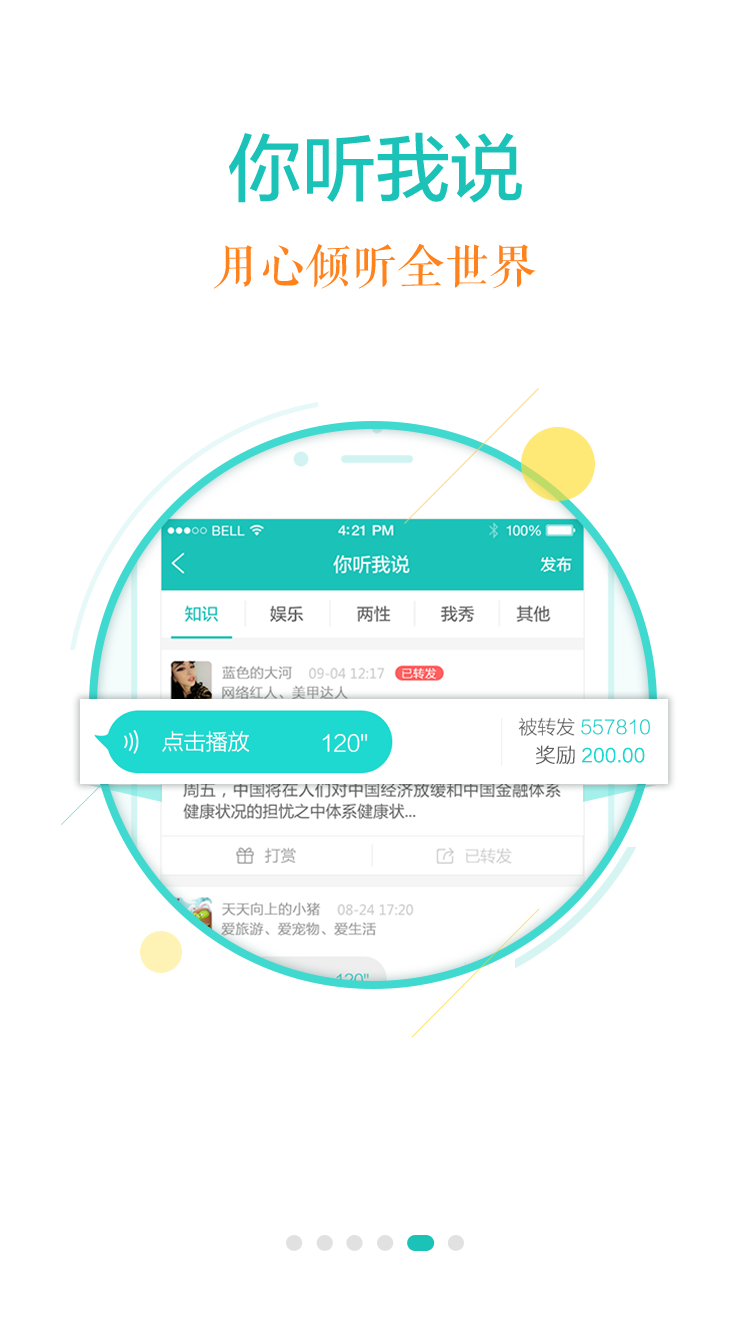 你听我说
用心倾听全世界
BELL 4:21 PM 100%
你听我说 发布
知识 娱乐 两性 我秀 其他
蓝色的大河 09-04 12:17 已转发
网络红人、美甲达人
点击播放 120" 被转发 557810
奖励 200.00
周五，中国将在人们对中国经济放缓和中国金融体系
健康状况的担忧之中体系健康状...
打赏 已转发
天天向上的小猪 08-24 17:20
爱旅游、爱宠物、爱生活
120"